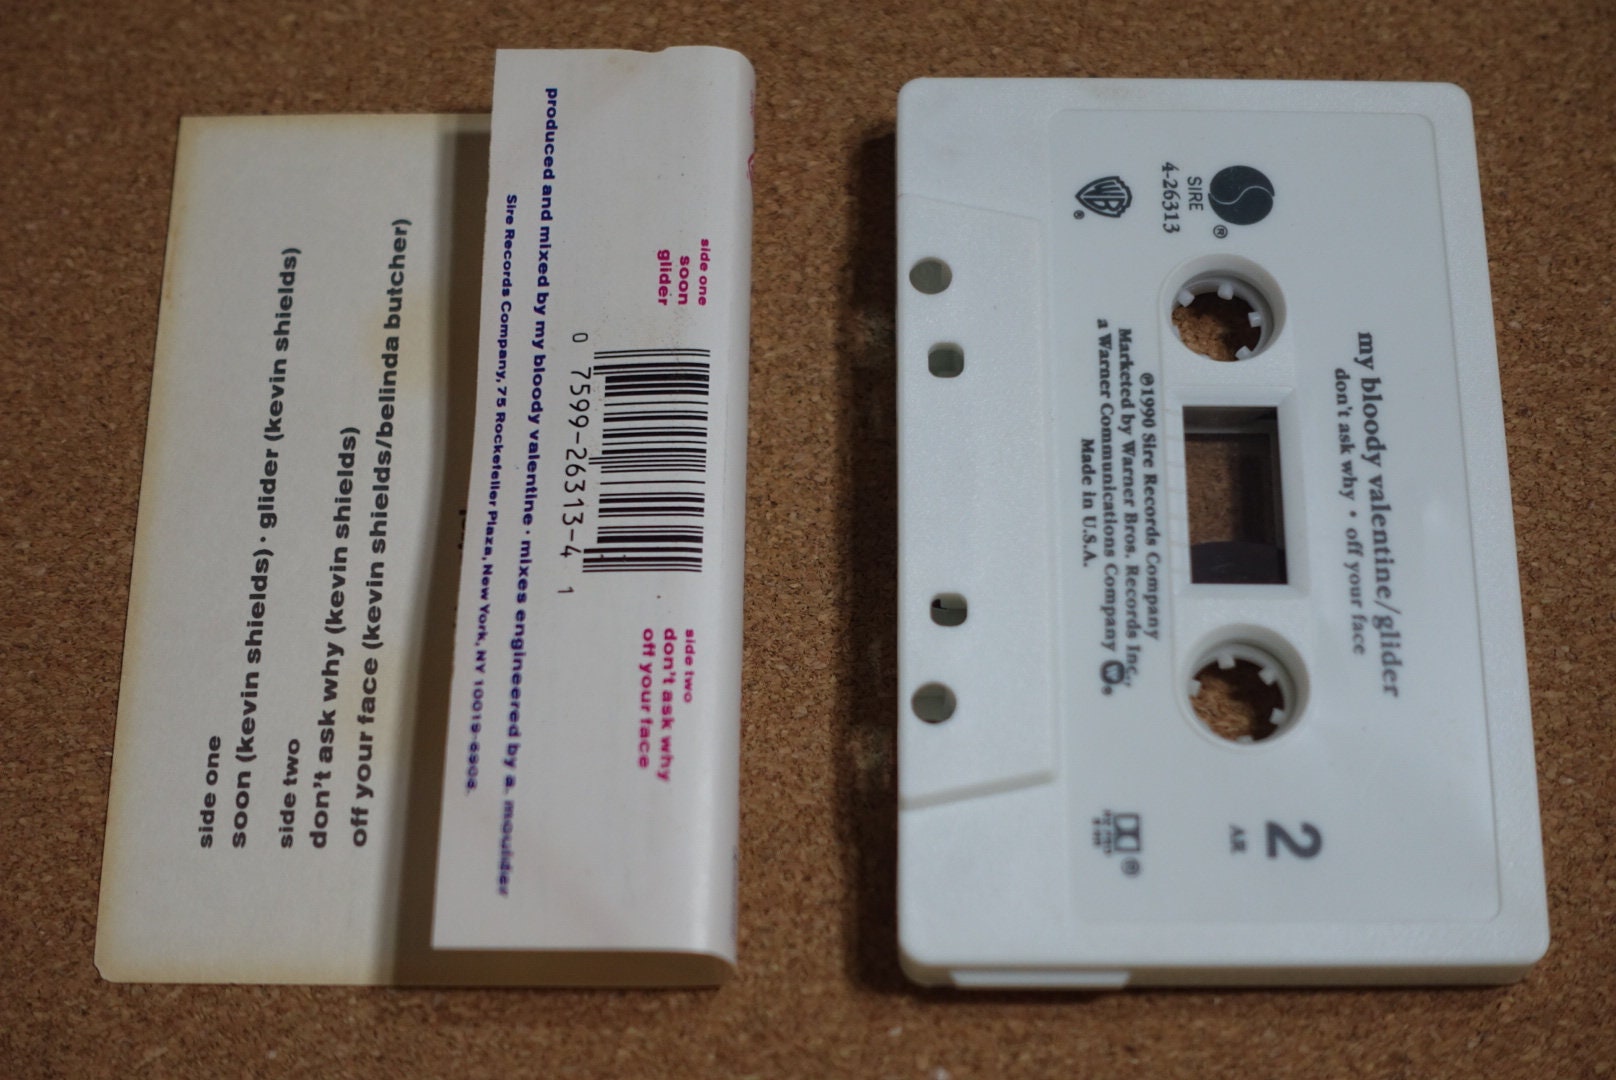 side one
soon (kevin shields) · glider (kevin shields)
side two
don't ask why (kevin shields)
off your face (kevin shields/belinda butcher)
side one
soon
glider
0 7599-26313-4 1
side two
don't ask why
off your face
produced and mixed by my bloody valentine · mixes engineered by a. moulder
Sire Records Company, 75 Rockefeller Plaza, New York, NY 10019-6908.
my bloody valentine/glider
don't ask why • off your face
SIRE ®
4-26313
WB ®
℗1990 Sire Records Company
Marketed by Warner Bros. Records Inc.,
a Warner Communications Company ®
Made in U.S.A.
2
AR
®